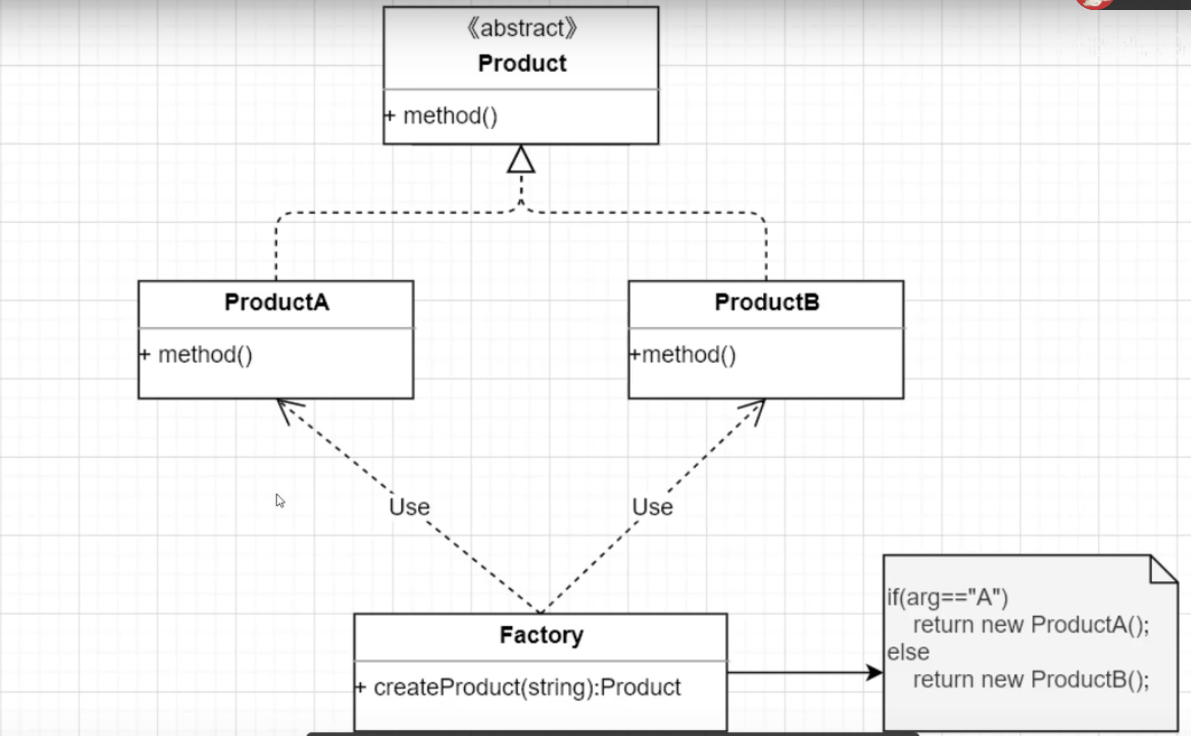 《abstract》
Product
+ method()
ProductA
+ method()
ProductB
+method()
Use
Use
Factory
+ createProduct(string):Product
if(arg=="A")
return new ProductA();
else
return new ProductB();